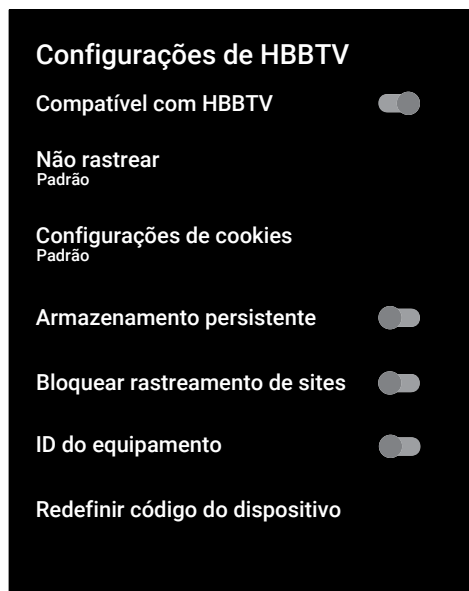 Configurações de HBBTV
Compatível com HBBTV
Não rastrear
Padrão
Configurações de cookies
Padrão
Armazenamento persistente
Bloquear rastreamento de sites
ID do equipamento
Redefinir código do dispositivo